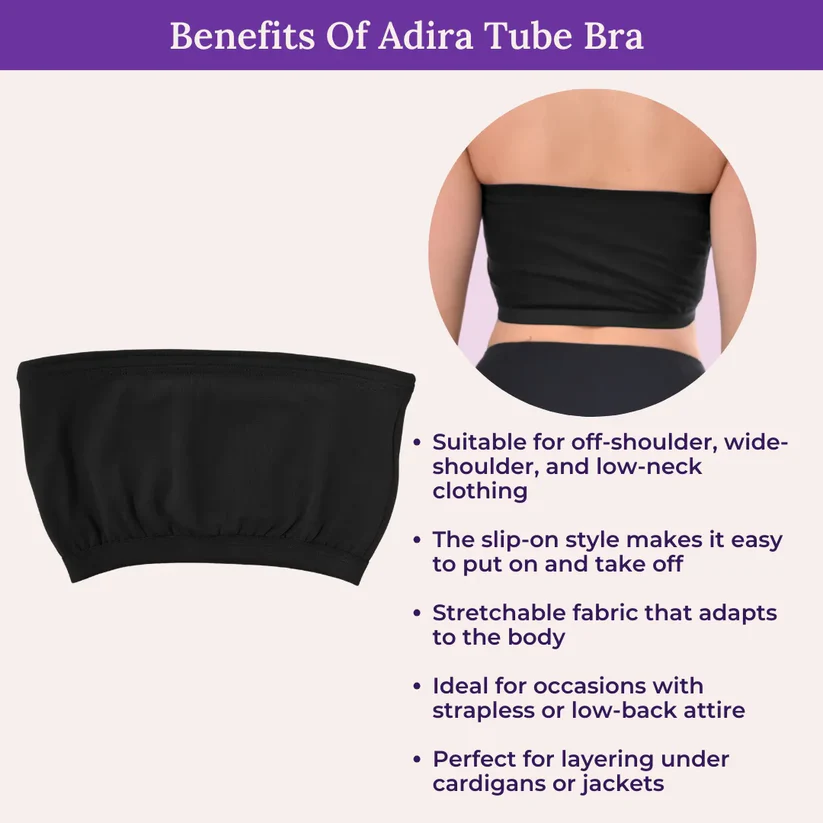 Benefits Of Adira Tube Bra
• Suitable for off-shoulder, wide-
shoulder, and low-neck
clothing
• The slip-on style makes it easy
to put on and take off
• Stretchable fabric that adapts
to the body
• Ideal for occasions with
strapless or low-back attire
• Perfect for layering under
cardigans or jackets